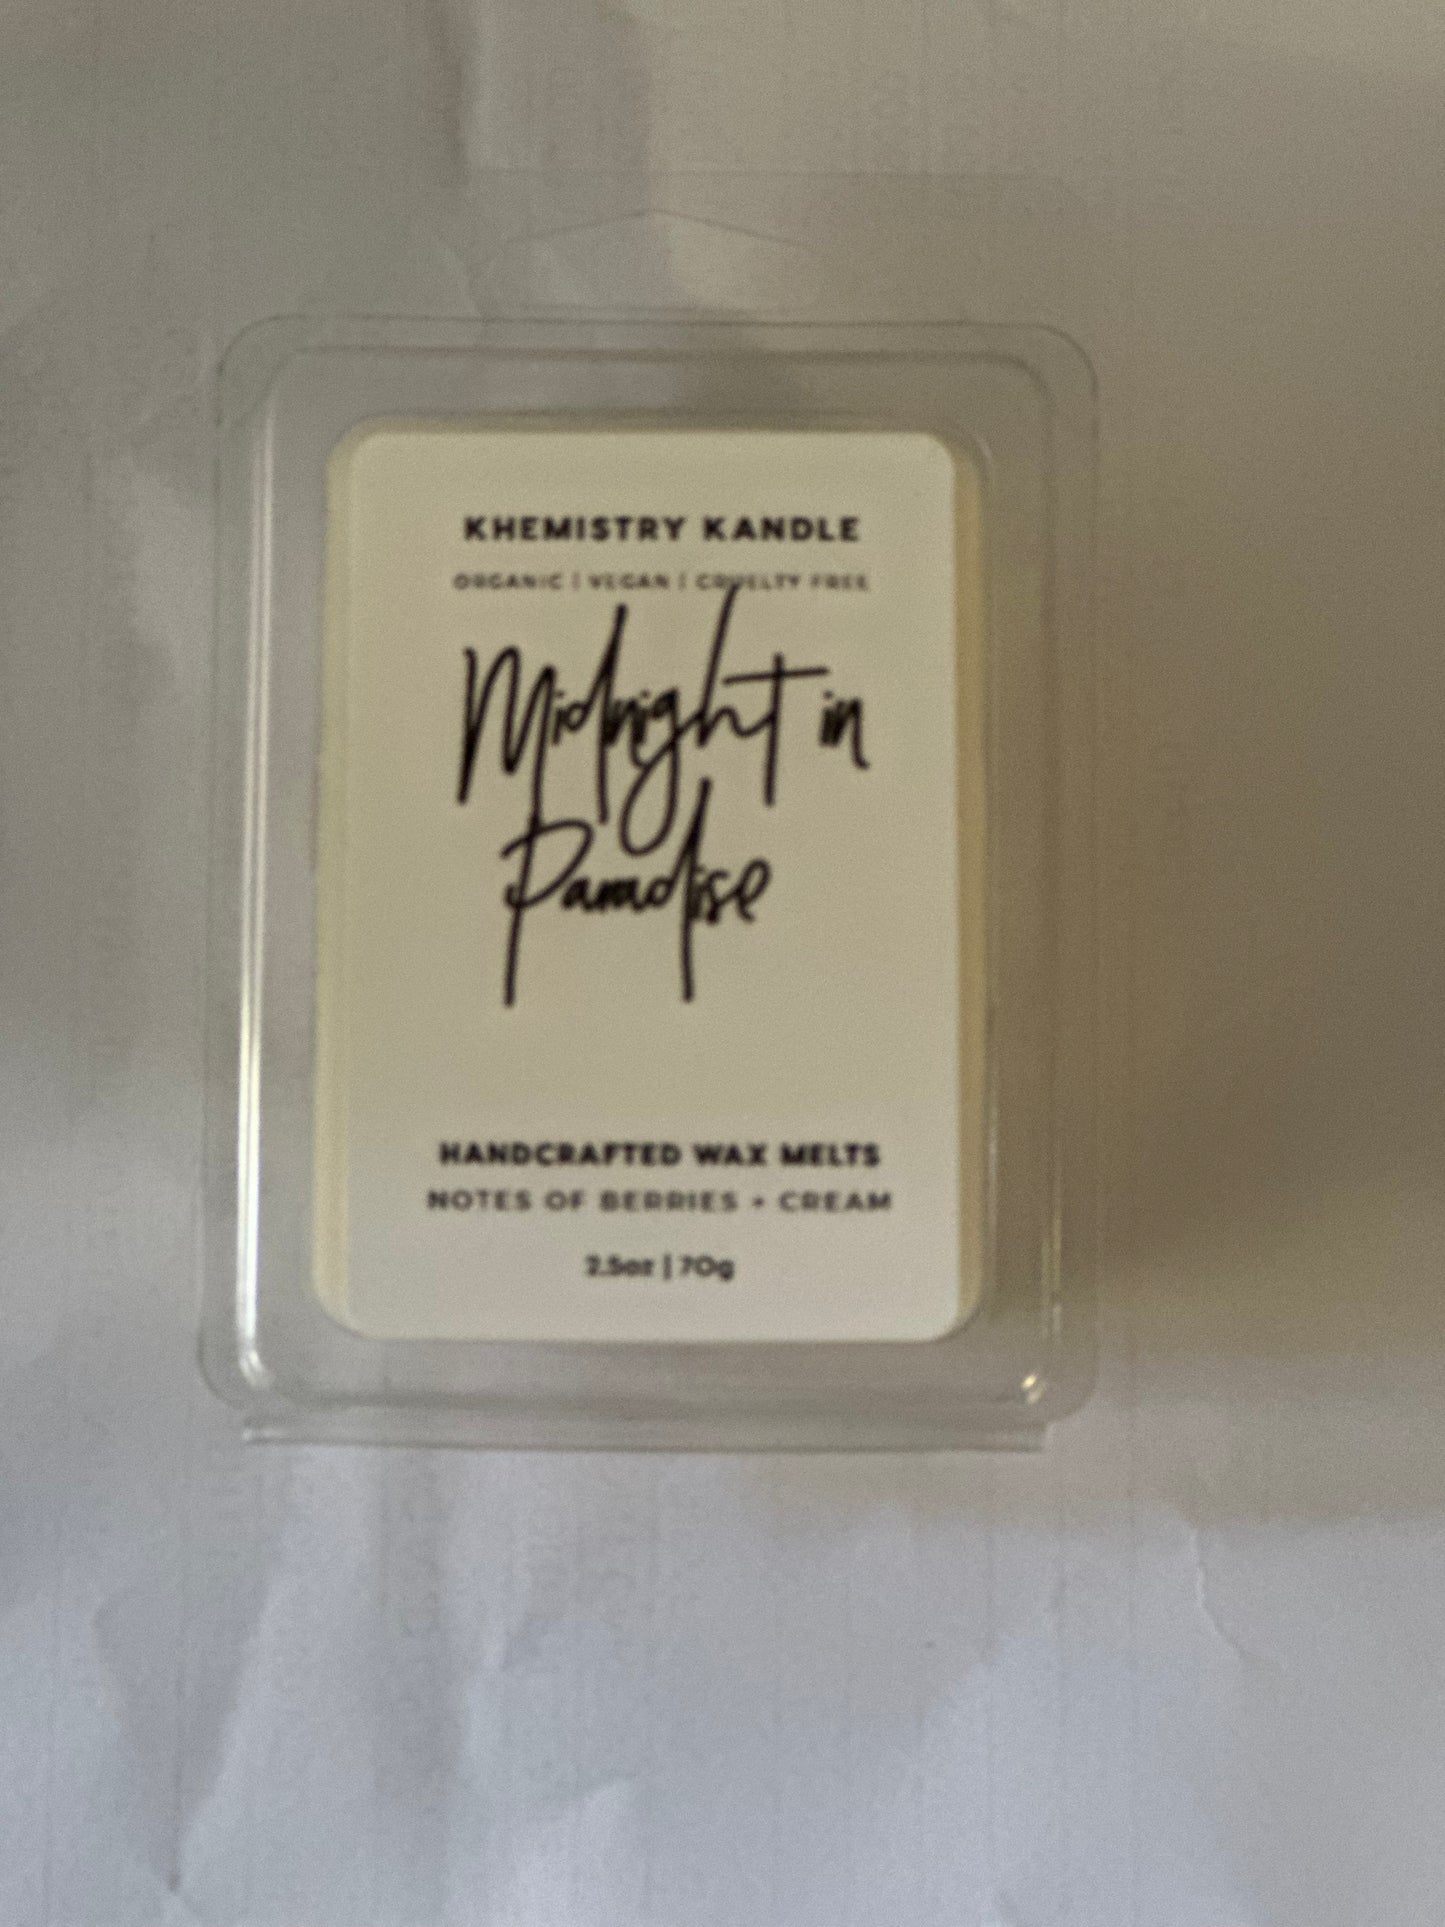 KHEMISTRY KANDLE
ORGANIC | VEGAN | CRUELTY FREE
Midnight in
Paradise
HANDCRAFTED WAX MELTS
NOTES OF BERRIES + CREAM
2.5oz | 70g